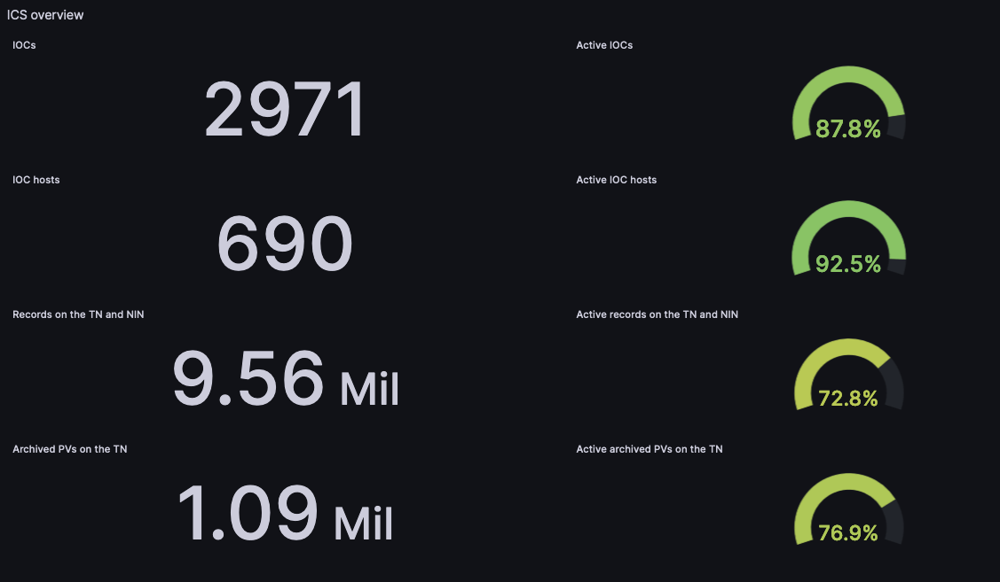 ICS overview
IOCs
2971
Active IOCs
87.8%
IOC hosts
690
Active IOC hosts
92.5%
Records on the TN and NIN
9.56 Mil
Active records on the TN and NIN
72.8%
Archived PVs on the TN
1.09 Mil
Active archived PVs on the TN
76.9%